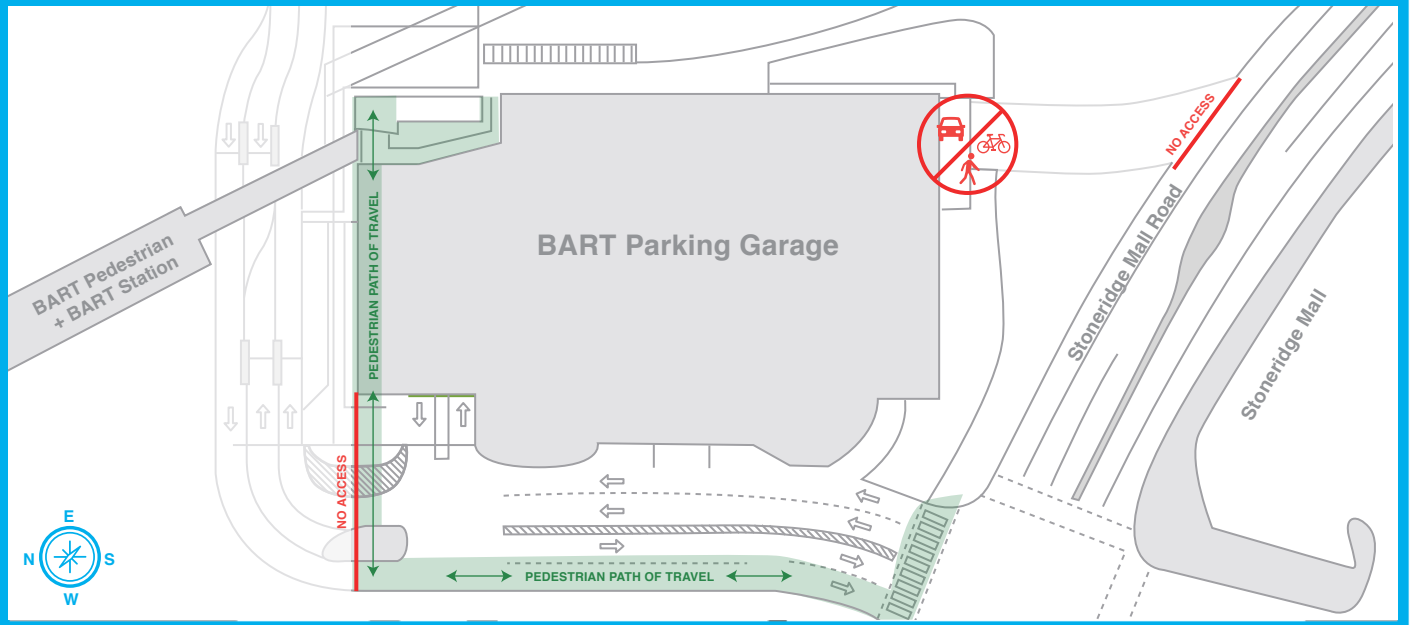 NO ACCESS
PEDESTRIAN PATH OF TRAVEL
BART Parking Garage
BART Pedestrian
+ BART Station
Stoneridge Mall Road
Stoneridge Mall
NO ACCESS
E
N
S
W
PEDESTRIAN PATH OF TRAVEL